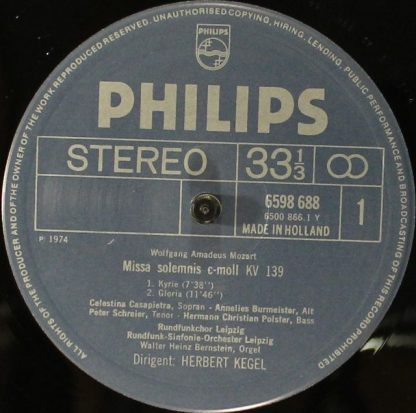 ALL RIGHTS OF THE PRODUCER AND OF THE OWNER OF THE WORK REPRODUCED RESERVED. UNAUTHORISED COPYING, HIRING, LENDING, PUBLIC PERFORMANCE AND BROADCASTING OF THIS RECORD PROHIBITED
PHILIPS
PHILIPS
STEREO 33 1/3
6598 688
6500 866.1 Y
MADE IN HOLLAND
1
P 1974
Wolfgang Amadeus Mozart
Missa solemnis c-moll KV 139
1. Kyrie (7'38")
2. Gloria (11'46")
Celestina Casapietra, Sopran - Annelies Burmeister, Alt
Peter Schreier, Tenor - Hermann Christian Polster, Bass
Rundfunkchor Leipzig
Rundfunk-Sinfonie-Orchester Leipzig
Walter Heinz Bernstein, Orgel
Dirigent: HERBERT KEGEL